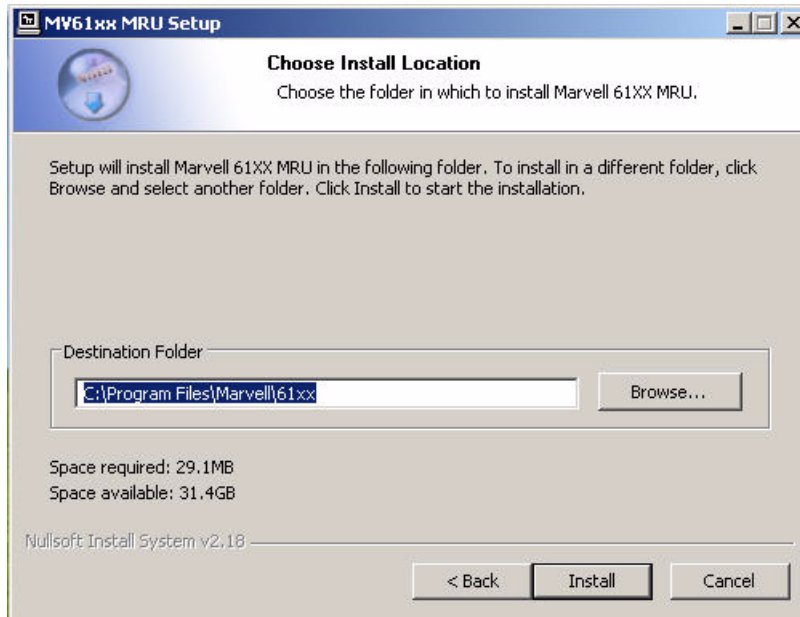 MV61xx MRU Setup
Choose Install Location
Choose the folder in which to install Marvell 61XX MRU.
Setup will install Marvell 61XX MRU in the following folder. To install in a different folder, click
Browse and select another folder. Click Install to start the installation.
Destination Folder
C:\Program Files\Marvell\61xx
Browse...
Space required: 29.1MB
Space available: 31.4GB
Nullsoft Install System v2.18
< Back
Install
Cancel